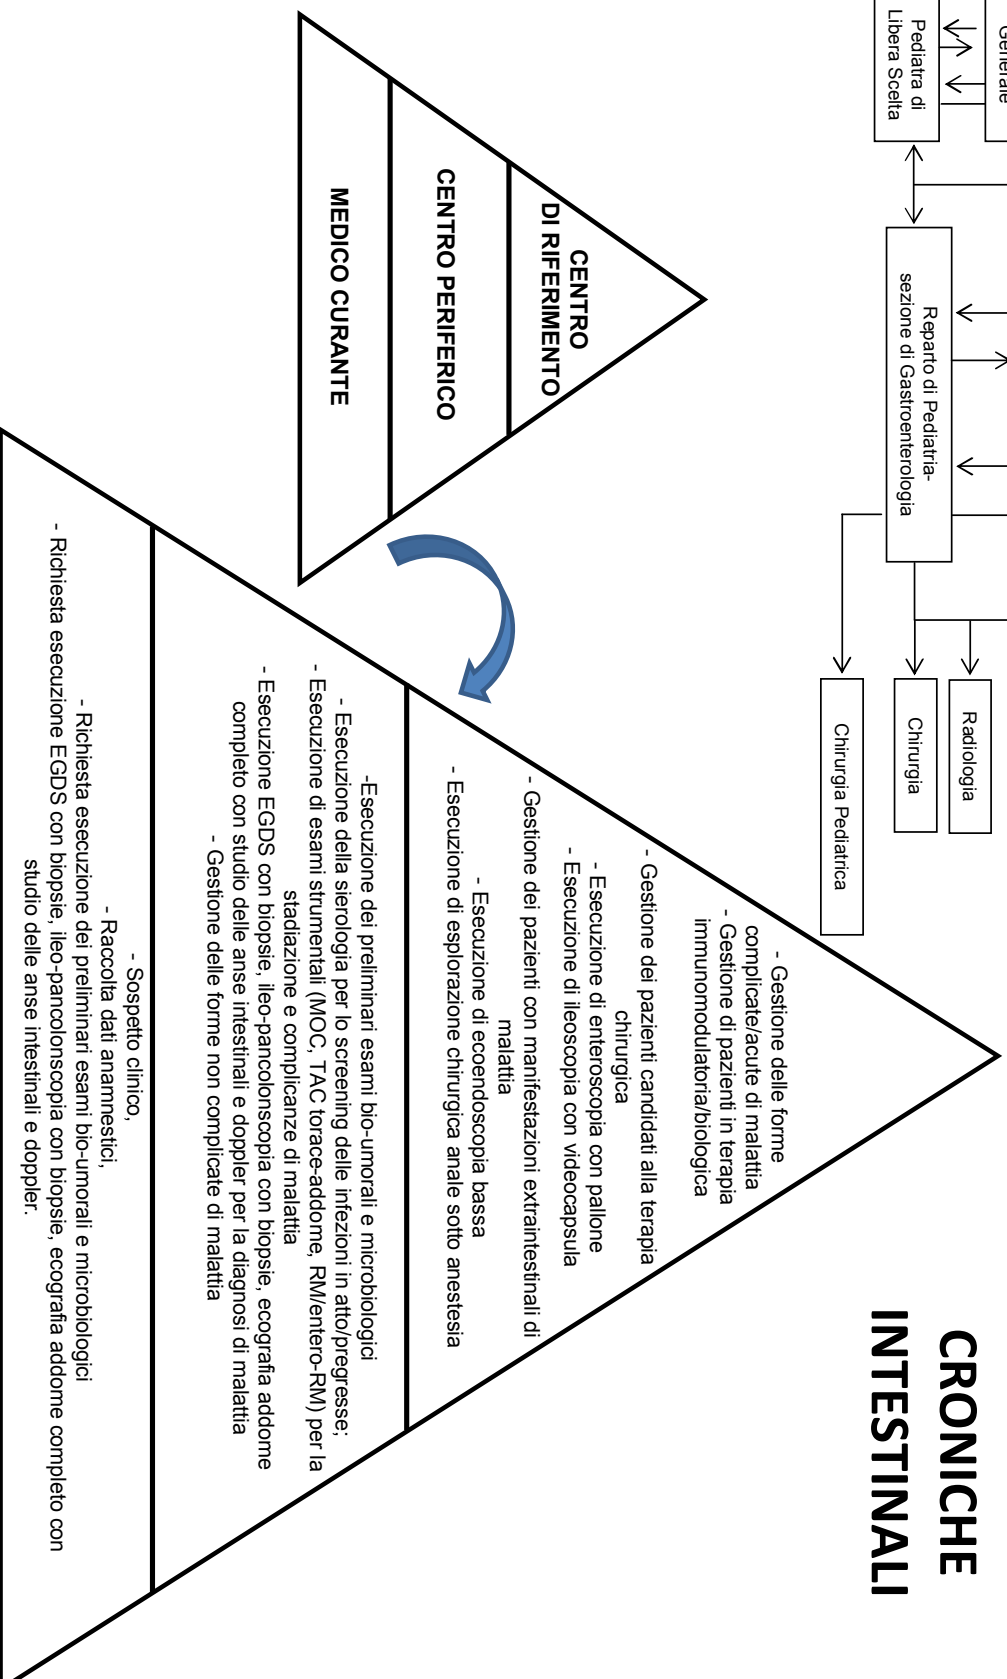 Generale
Pediatra di
Libera Scelta
Reparto di Pediatria-
sezione di Gastroenterologia
Radiologia
Chirurgia
Chirurgia Pediatrica
CRONICHE
INTESTINALI
CENTRO
DI RIFERIMENTO
CENTRO PERIFERICO
MEDICO CURANTE
- Gestione delle forme
complicate/acute di malattia
- Gestione di pazienti in terapia
immunomodulatoria/biologica
- Gestione dei pazienti candidati alla terapia
chirurgica
- Esecuzione di enteroscopia con pallone
- Esecuzione di ileoscopia con videocapsula
- Gestione dei pazienti con manifestazioni extraintestinali di
malattia
- Esecuzione di ecoendoscopia bassa
- Esecuzione di esplorazione chirurgica anale sotto anestesia
-Esecuzione dei preliminari esami bio-umorali e microbiologici
- Esecuzione della sierologia per lo screening delle infezioni in atto/pregresse;
- Esecuzione di esami strumentali (MOC, TAC torace-addome, RM/entero-RM) per la
stadiazione e complicanze di malattia
- Esecuzione EGDS con biopsie, ileo-pancolonscopia con biopsie, ecografia addome
completo con studio delle anse intestinali e doppler per la diagnosi di malattia
- Gestione delle forme non complicate di malattia
- Sospetto clinico,
- Raccolta dati anamnestici,
- Richiesta esecuzione dei preliminari esami bio-umorali e microbiologici
- Richiesta esecuzione EGDS con biopsie, ileo-pancolonscopia con biopsie, ecografia addome completo con
studio delle anse intestinali e doppler.